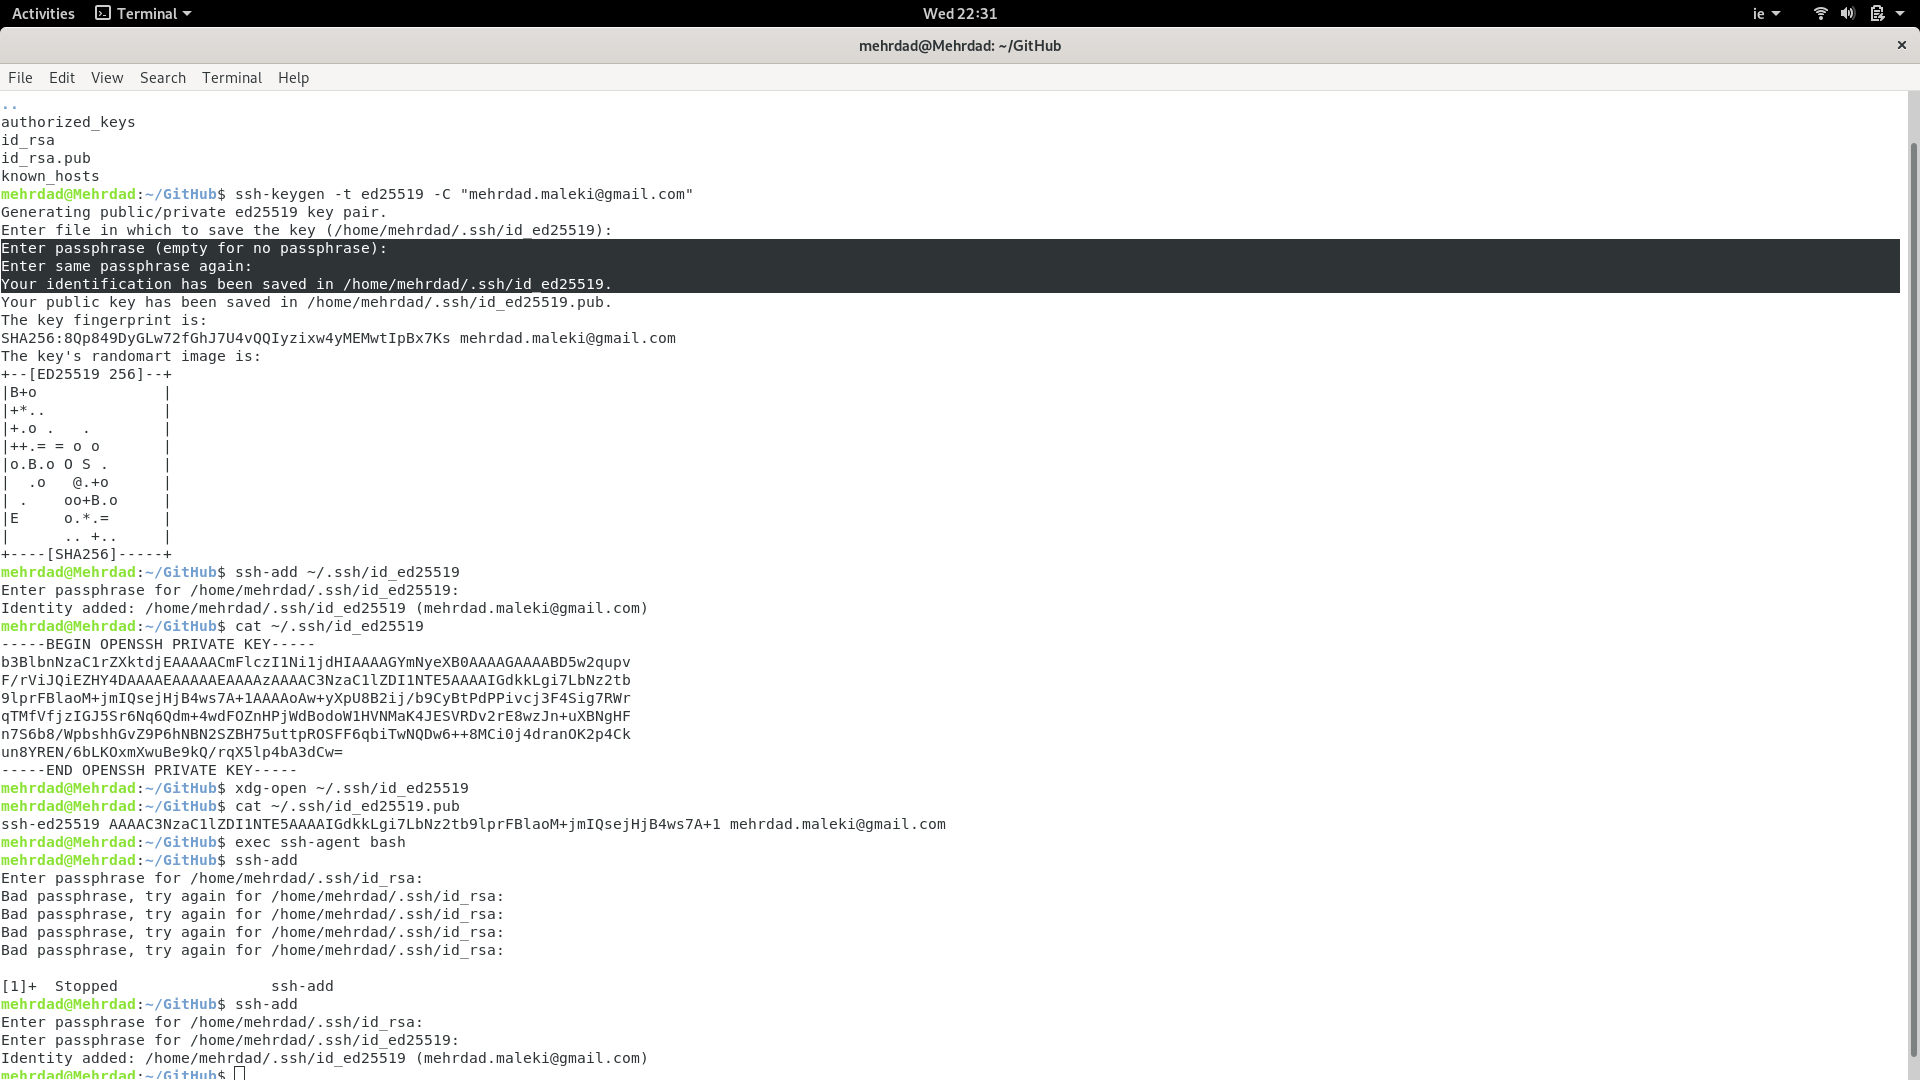 Activities Terminal Wed 22:31 ie
mehrdad@Mehrdad: ~/GitHub
File Edit View Search Terminal Help
..
authorized_keys
id_rsa
id_rsa.pub
known_hosts
mehrdad@Mehrdad:~/GitHub$ ssh-keygen -t ed25519 -C "mehrdad.maleki@gmail.com"
Generating public/private ed25519 key pair.
Enter file in which to save the key (/home/mehrdad/.ssh/id_ed25519):
Enter passphrase (empty for no passphrase):
Enter same passphrase again:
Your identification has been saved in /home/mehrdad/.ssh/id_ed25519.
Your public key has been saved in /home/mehrdad/.ssh/id_ed25519.pub.
The key fingerprint is:
SHA256:8Qp849DyGLw72fGhJ7U4vQQIyzixw4yMEMwtIpBx7Ks mehrdad.maleki@gmail.com
The key's randomart image is:
+--[ED25519 256]--+
|B+o              |
|+*..             |
|+.o .   .        |
|++.= = o o       |
|o.B.o O S .      |
|  .o   @.+o      |
| .    oo+B.o     |
|E     o.*.=      |
|      .. +..     |
+----[SHA256]-----+
mehrdad@Mehrdad:~/GitHub$ ssh-add ~/.ssh/id_ed25519
Enter passphrase for /home/mehrdad/.ssh/id_ed25519:
Identity added: /home/mehrdad/.ssh/id_ed25519 (mehrdad.maleki@gmail.com)
mehrdad@Mehrdad:~/GitHub$ cat ~/.ssh/id_ed25519
-----BEGIN OPENSSH PRIVATE KEY-----
b3BlbnNzaC1rZXktdjEAAAAACmFlczI1Ni1jdHIAAAAGYmNyeXB0AAAAGAAAABD5w2qupv
F/rViJQiEZHY4DAAAAEAAAAAEAAAAzAAAAC3NzaC1lZDI1NTE5AAAAIGdkkLgi7LbNz2tb
9lprFBlaoM+jmIQsejHjB4ws7A+1AAAAoAw+yXpU8B2ij/b9CyBtPdPPivcj3F4Sig7RWr
qTMfVfjzIGJ5Sr6Nq6Qdm+4wdFOZnHPjWdBodoW1HVNMaK4JESVRDv2rE8wzJn+uXBNgHF
n7S6b8/WpbshhGvZ9P6hNBN2SZBH75uttpROSFF6qbiTwNQDw6++8MCi0j4dranOK2p4Ck
un8YREN/6bLKOxmXwuBe9kQ/rqX5lp4bA3dCw=
-----END OPENSSH PRIVATE KEY-----
mehrdad@Mehrdad:~/GitHub$ xdg-open ~/.ssh/id_ed25519
mehrdad@Mehrdad:~/GitHub$ cat ~/.ssh/id_ed25519.pub
ssh-ed25519 AAAAC3NzaC1lZDI1NTE5AAAAIGdkkLgi7LbNz2tb9lprFBlaoM+jmIQsejHjB4ws7A+1 mehrdad.maleki@gmail.com
mehrdad@Mehrdad:~/GitHub$ exec ssh-agent bash
mehrdad@Mehrdad:~/GitHub$ ssh-add
Enter passphrase for /home/mehrdad/.ssh/id_rsa:
Bad passphrase, try again for /home/mehrdad/.ssh/id_rsa:
Bad passphrase, try again for /home/mehrdad/.ssh/id_rsa:
Bad passphrase, try again for /home/mehrdad/.ssh/id_rsa:
Bad passphrase, try again for /home/mehrdad/.ssh/id_rsa:
[1]+  Stopped                 ssh-add
mehrdad@Mehrdad:~/GitHub$ ssh-add
Enter passphrase for /home/mehrdad/.ssh/id_rsa:
Enter passphrase for /home/mehrdad/.ssh/id_ed25519:
Identity added: /home/mehrdad/.ssh/id_ed25519 (mehrdad.maleki@gmail.com)
mehrdad@Mehrdad:~/GitHub$